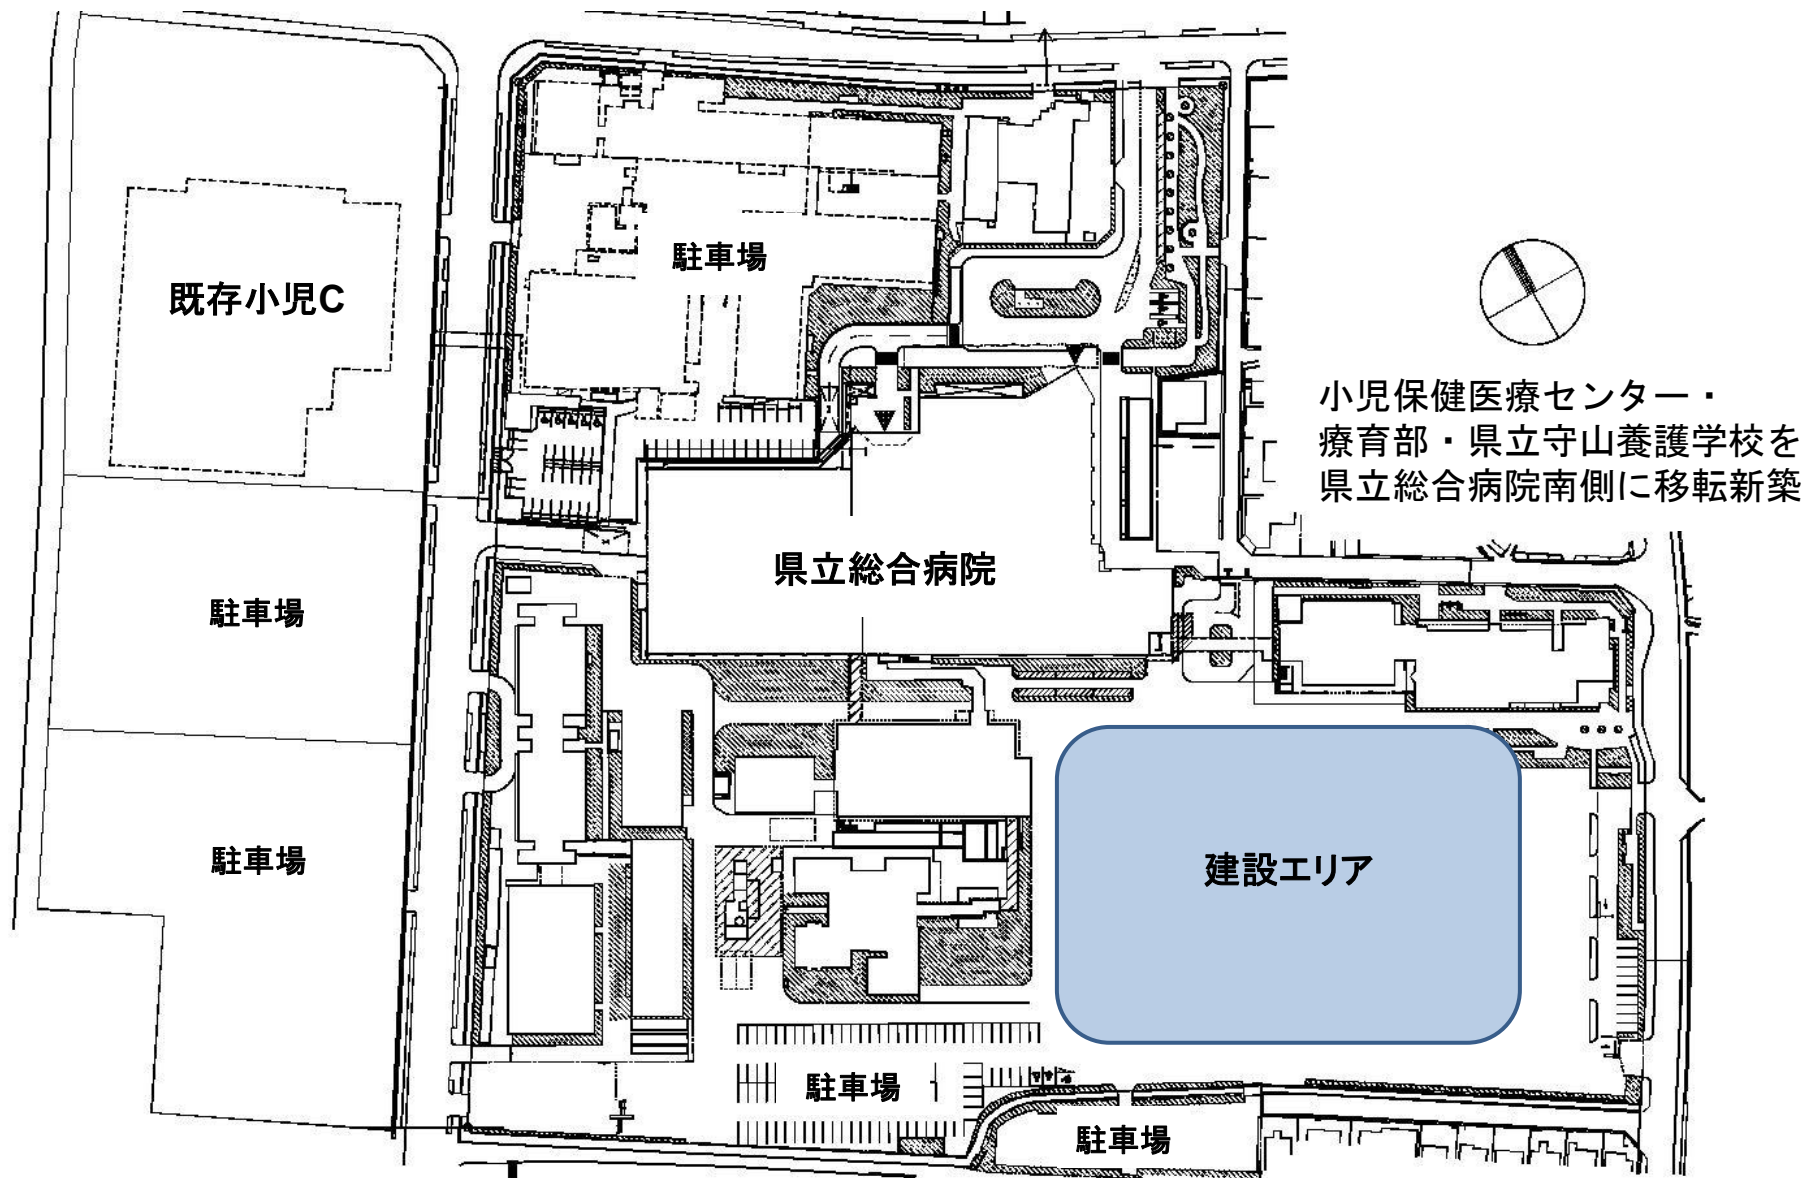 駐車場
既存小児C
小児保健医療センター・
療育部・県立守山養護学校を
県立総合病院南側に移転新築
県立総合病院
駐車場
駐車場
建設エリア
駐車場
駐車場